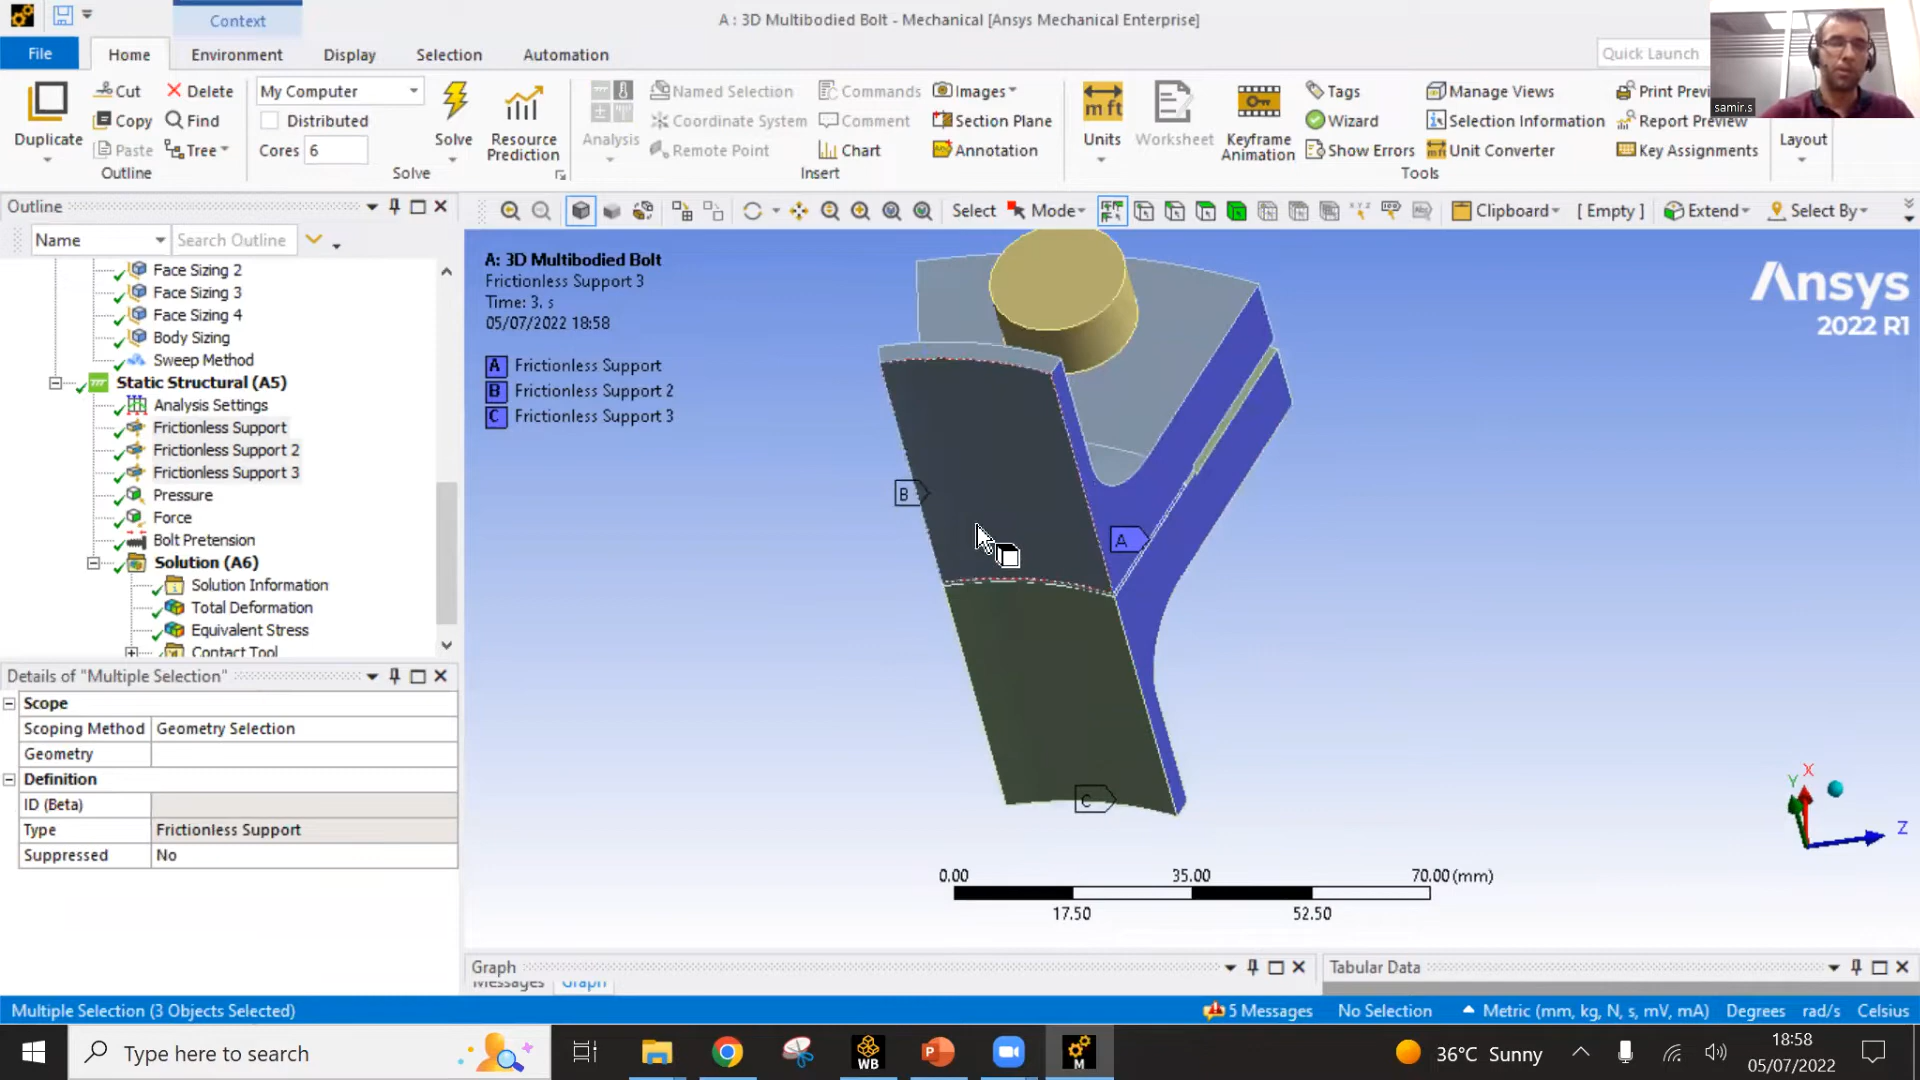 Context
A : 3D Multibodied Bolt - Mechanical [Ansys Mechanical Enterprise]
File
Home
Environment
Display
Selection
Automation
Quick Launch
samir.s
Duplicate
Cut
Copy
Paste
Delete
Find
Tree
Outline
My Computer
Distributed
Cores 6
Solve
Resource Prediction
Solve
Analysis
Named Selection
Coordinate System
Remote Point
Commands
Comment
Chart
Images
Section Plane
Annotation
Insert
Units
Worksheet
Keyframe Animation
Tags
Wizard
Show Errors
Manage Views
Selection Information
Unit Converter
Print Previ
Report Preview
Key Assignments
Tools
Layout
Outline
Name
Search Outline
Select
Mode
Clipboard
[ Empty ]
Extend
Select By
Face Sizing 2
Face Sizing 3
Face Sizing 4
Body Sizing
Sweep Method
Static Structural (A5)
Analysis Settings
Frictionless Support
Frictionless Support 2
Frictionless Support 3
Pressure
Force
Bolt Pretension
Solution (A6)
Solution Information
Total Deformation
Equivalent Stress
Contact Tool
Details of "Multiple Selection"
Scope
Scoping Method Geometry Selection
Geometry
Definition
ID (Beta)
Type Frictionless Support
Suppressed No
A: 3D Multibodied Bolt
Frictionless Support 3
Time: 3. s
05/07/2022 18:58
A Frictionless Support
B Frictionless Support 2
C Frictionless Support 3
Ansys
2022 R1
B
A
C
X
Y
Z
0.00 35.00 70.00 (mm)
17.50 52.50
Graph
Messages Graph
Tabular Data
Multiple Selection (3 Objects Selected)
5 Messages
No Selection
Metric (mm, kg, N, s, mV, mA)
Degrees
rad/s
Celsius
Type here to search
WB
P
M
36°C Sunny
18:58
05/07/2022